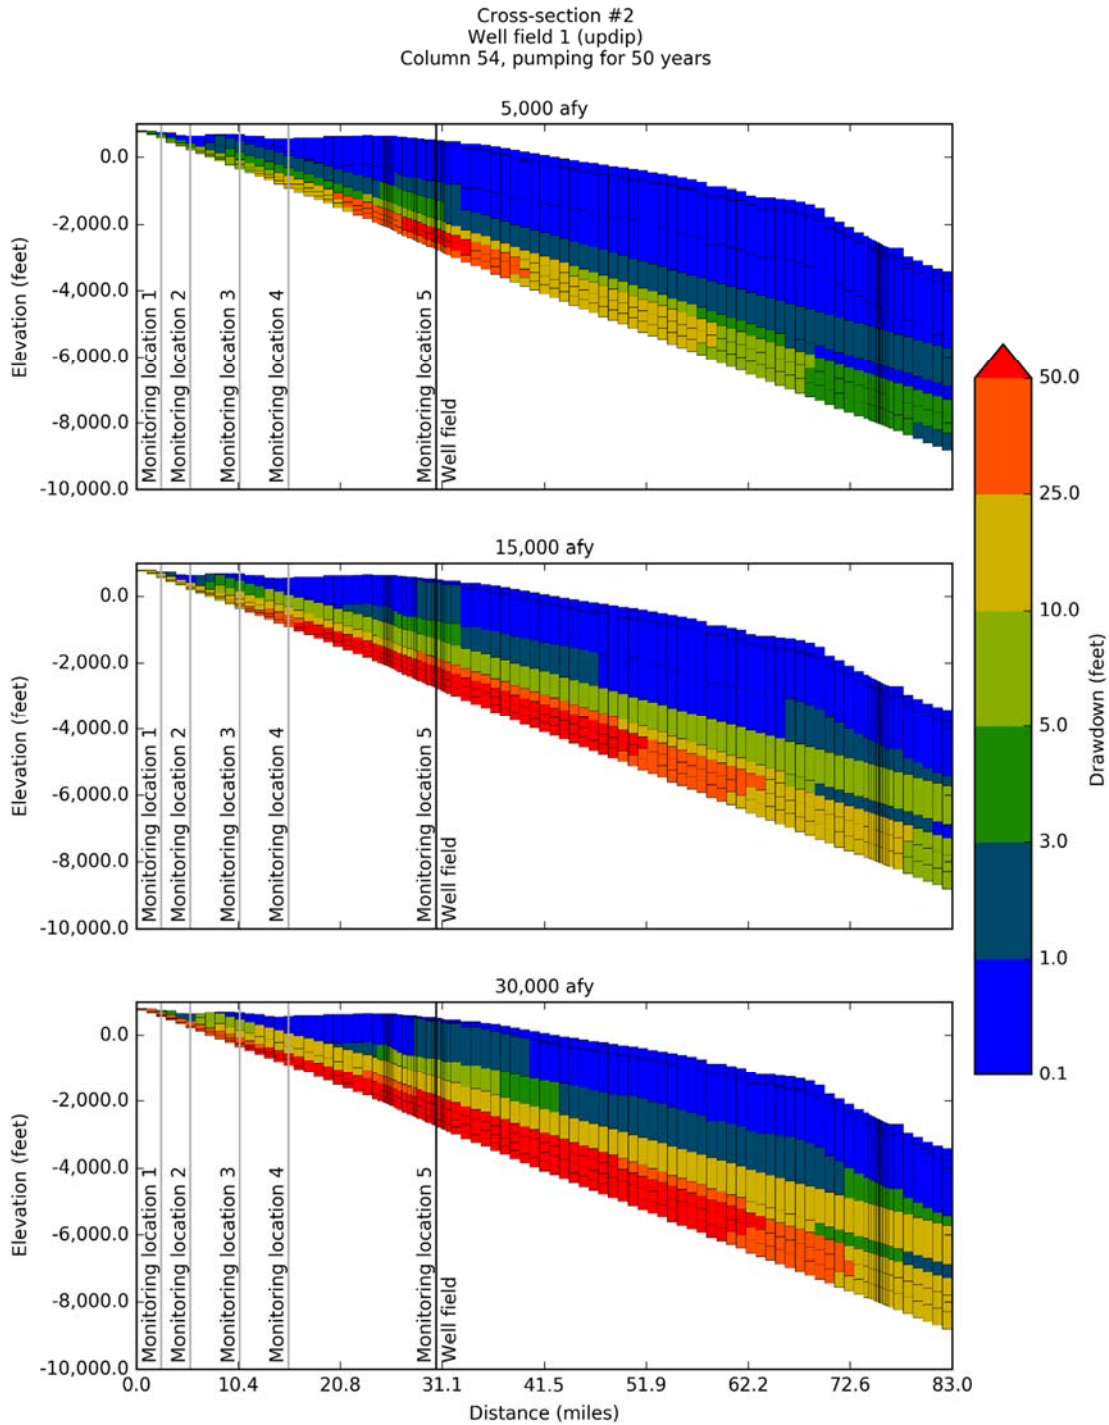 Cross-section #2
Well field 1 (updip)
Column 54, pumping for 50 years
5,000 afy
0.0
-2,000.0
-4,000.0
-6,000.0
-8,000.0
-10,000.0
Elevation (feet)
Monitoring location 1
Monitoring location 2
Monitoring location 3
Monitoring location 4
Monitoring location 5
Well field
15,000 afy
0.0
-2,000.0
-4,000.0
-6,000.0
-8,000.0
-10,000.0
Elevation (feet)
Monitoring location 1
Monitoring location 2
Monitoring location 3
Monitoring location 4
Monitoring location 5
Well field
30,000 afy
0.0
-2,000.0
-4,000.0
-6,000.0
-8,000.0
-10,000.0
Elevation (feet)
Monitoring location 1
Monitoring location 2
Monitoring location 3
Monitoring location 4
Monitoring location 5
Well field
0.0 10.4 20.8 31.1 41.5 51.9 62.2 72.6 83.0
Distance (miles)
50.0
25.0
10.0
5.0
3.0
1.0
0.1
Drawdown (feet)